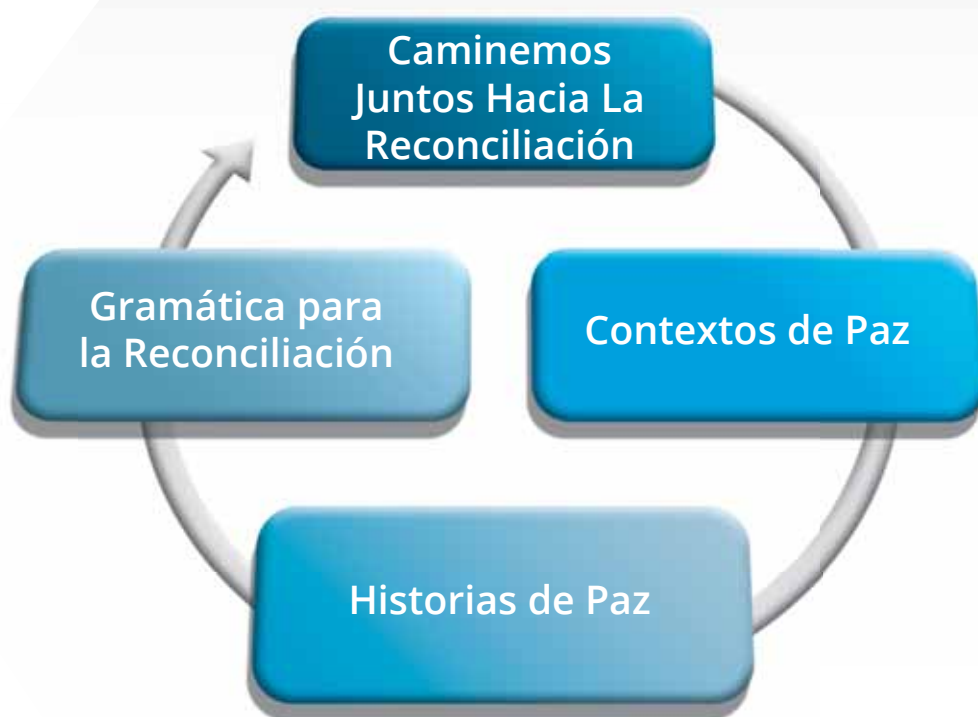 Caminemos
Juntos Hacia La
Reconciliación
Gramática para
la Reconciliación
Contextos de Paz
Historias de Paz